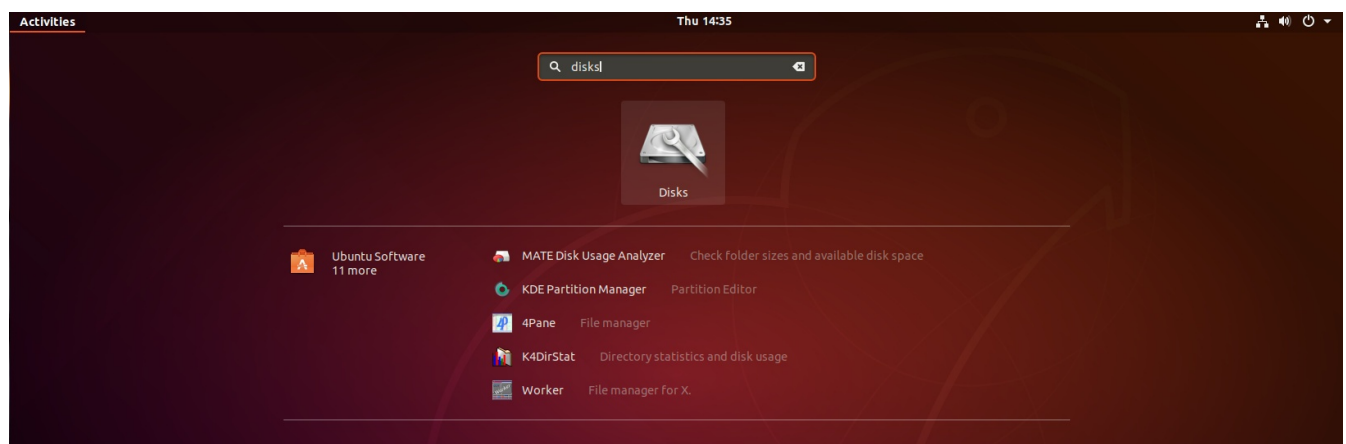 Activities
Thu 14:35
disks
Disks
Ubuntu Software
11 more
MATE Disk Usage Analyzer Check folder sizes and available disk space
KDE Partition Manager Partition Editor
4Pane File manager
K4DirStat Directory statistics and disk usage
Worker File manager for X.